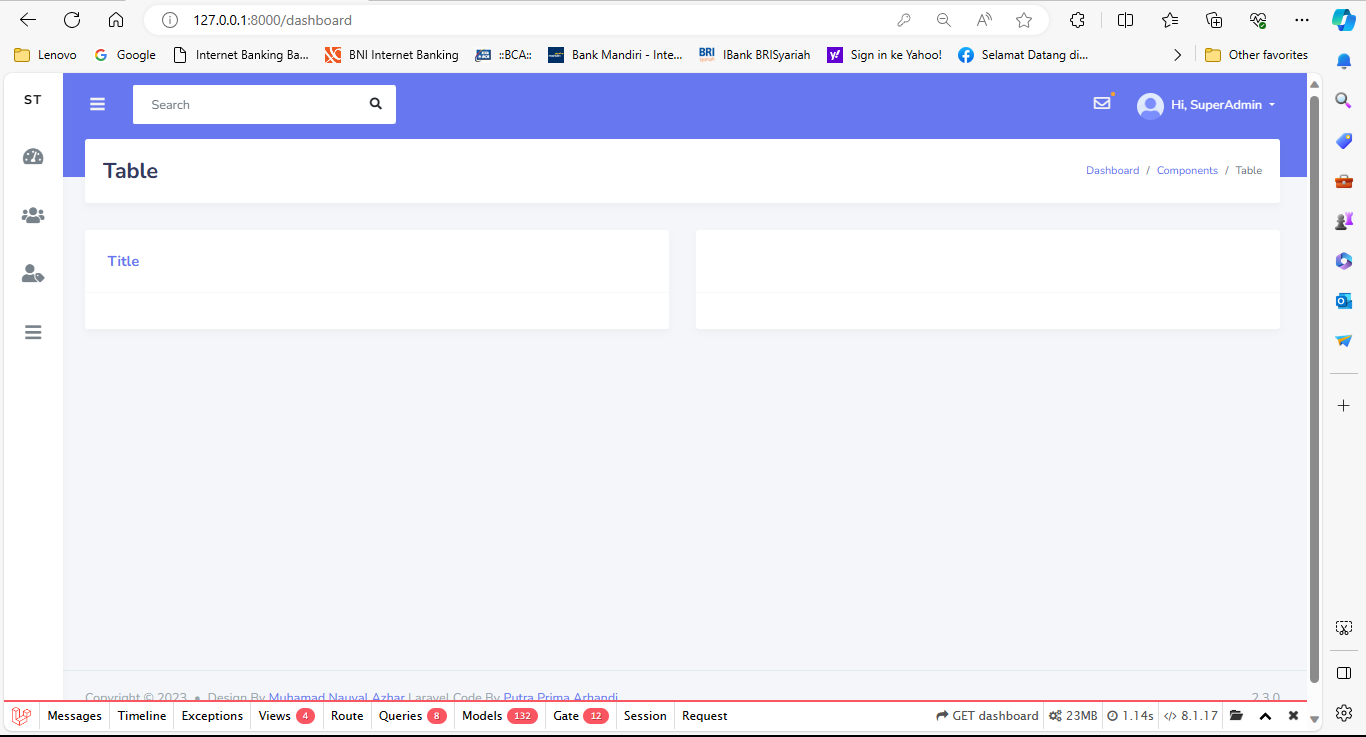 127.0.0.1:8000/dashboard
Lenovo Google Internet Banking Ba... BNI Internet Banking ::BCA:: Bank Mandiri - Inte... BRI IBank BRISyariah Sign in ke Yahoo! Selamat Datang di... Other favorites
ST Search Hi, SuperAdmin
Table Dashboard / Components / Table
Title
Copyright © 2023 • Design By Muhamad Nauval Azhar Laravel Code By Putra Prima Arhandi 2.3.0
Messages Timeline Exceptions Views 4 Route Queries 8 Models 132 Gate 12 Session Request GET dashboard 23MB 1.14s 8.1.17